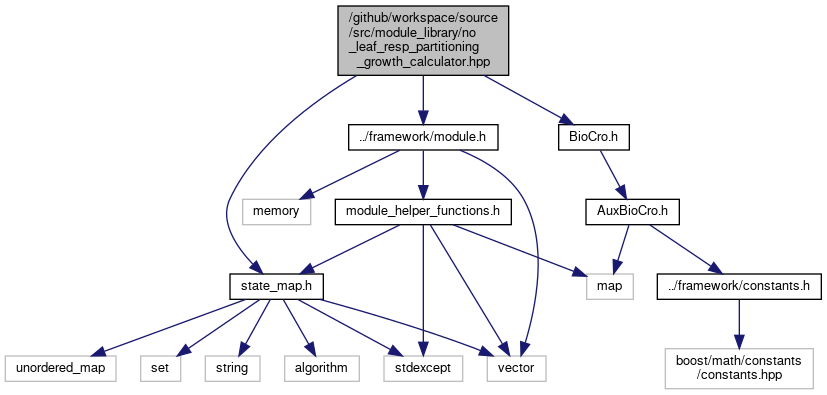 /github/workspace/source
/src/module_library/no
_leaf_resp_partitioning
_growth_calculator.hpp
../framework/module.h
BioCro.h
memory
module_helper_functions.h
AuxBioCro.h
state_map.h
map
../framework/constants.h
unordered_map
set
string
algorithm
stdexcept
vector
boost/math/constants
/constants.hpp